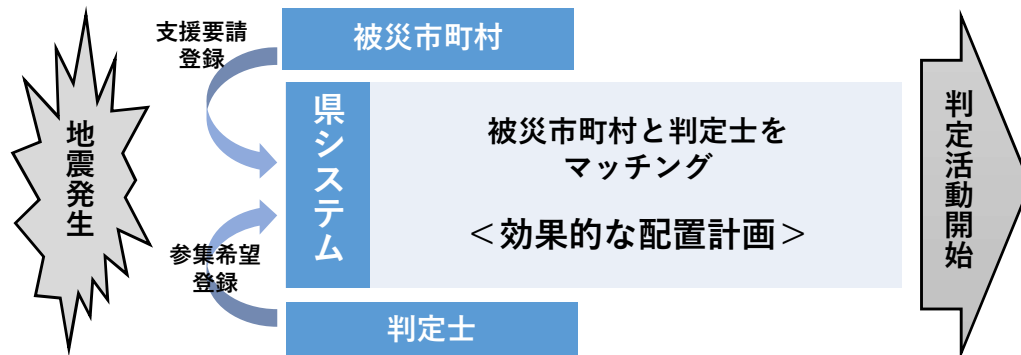 地震発生
支援要請
登録
被災市町村
県システム
被災市町村と判定士を
マッチング
＜効果的な配置計画＞
参集希望
登録
判定士
判定活動開始